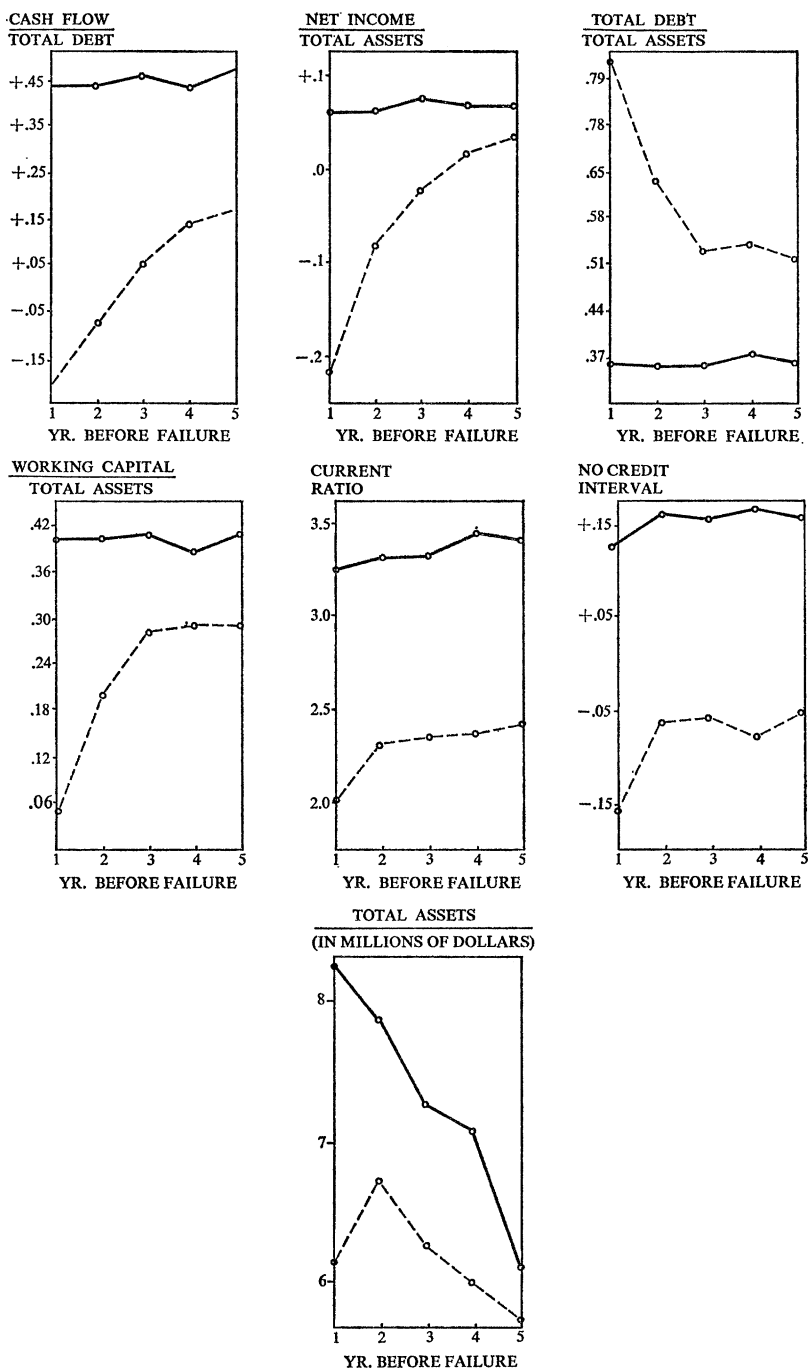 CASH FLOW
TOTAL DEBT
+.45
+.35
+.25
+.15
+.05
-.05
-.15
1 2 3 4 5
YR. BEFORE FAILURE
NET INCOME
TOTAL ASSETS
+.1
.0
-.1
-.2
1 2 3 4 5
YR. BEFORE FAILURE
TOTAL DEBT
TOTAL ASSETS
.79
.78
.65
.58
.51
.44
.37
1 2 3 4 5
YR. BEFORE FAILURE
WORKING CAPITAL
TOTAL ASSETS
.42
.36
.30
.24
.18
.12
.06
1 2 3 4 5
YR. BEFORE FAILURE
CURRENT
RATIO
3.5
3.0
2.5
2.0
1 2 3 4 5
YR. BEFORE FAILURE
NO CREDIT
INTERVAL
+.15
+.05
-.05
-.15
1 2 3 4 5
YR. BEFORE FAILURE
TOTAL ASSETS
(IN MILLIONS OF DOLLARS)
8
7
6
1 2 3 4 5
YR. BEFORE FAILURE